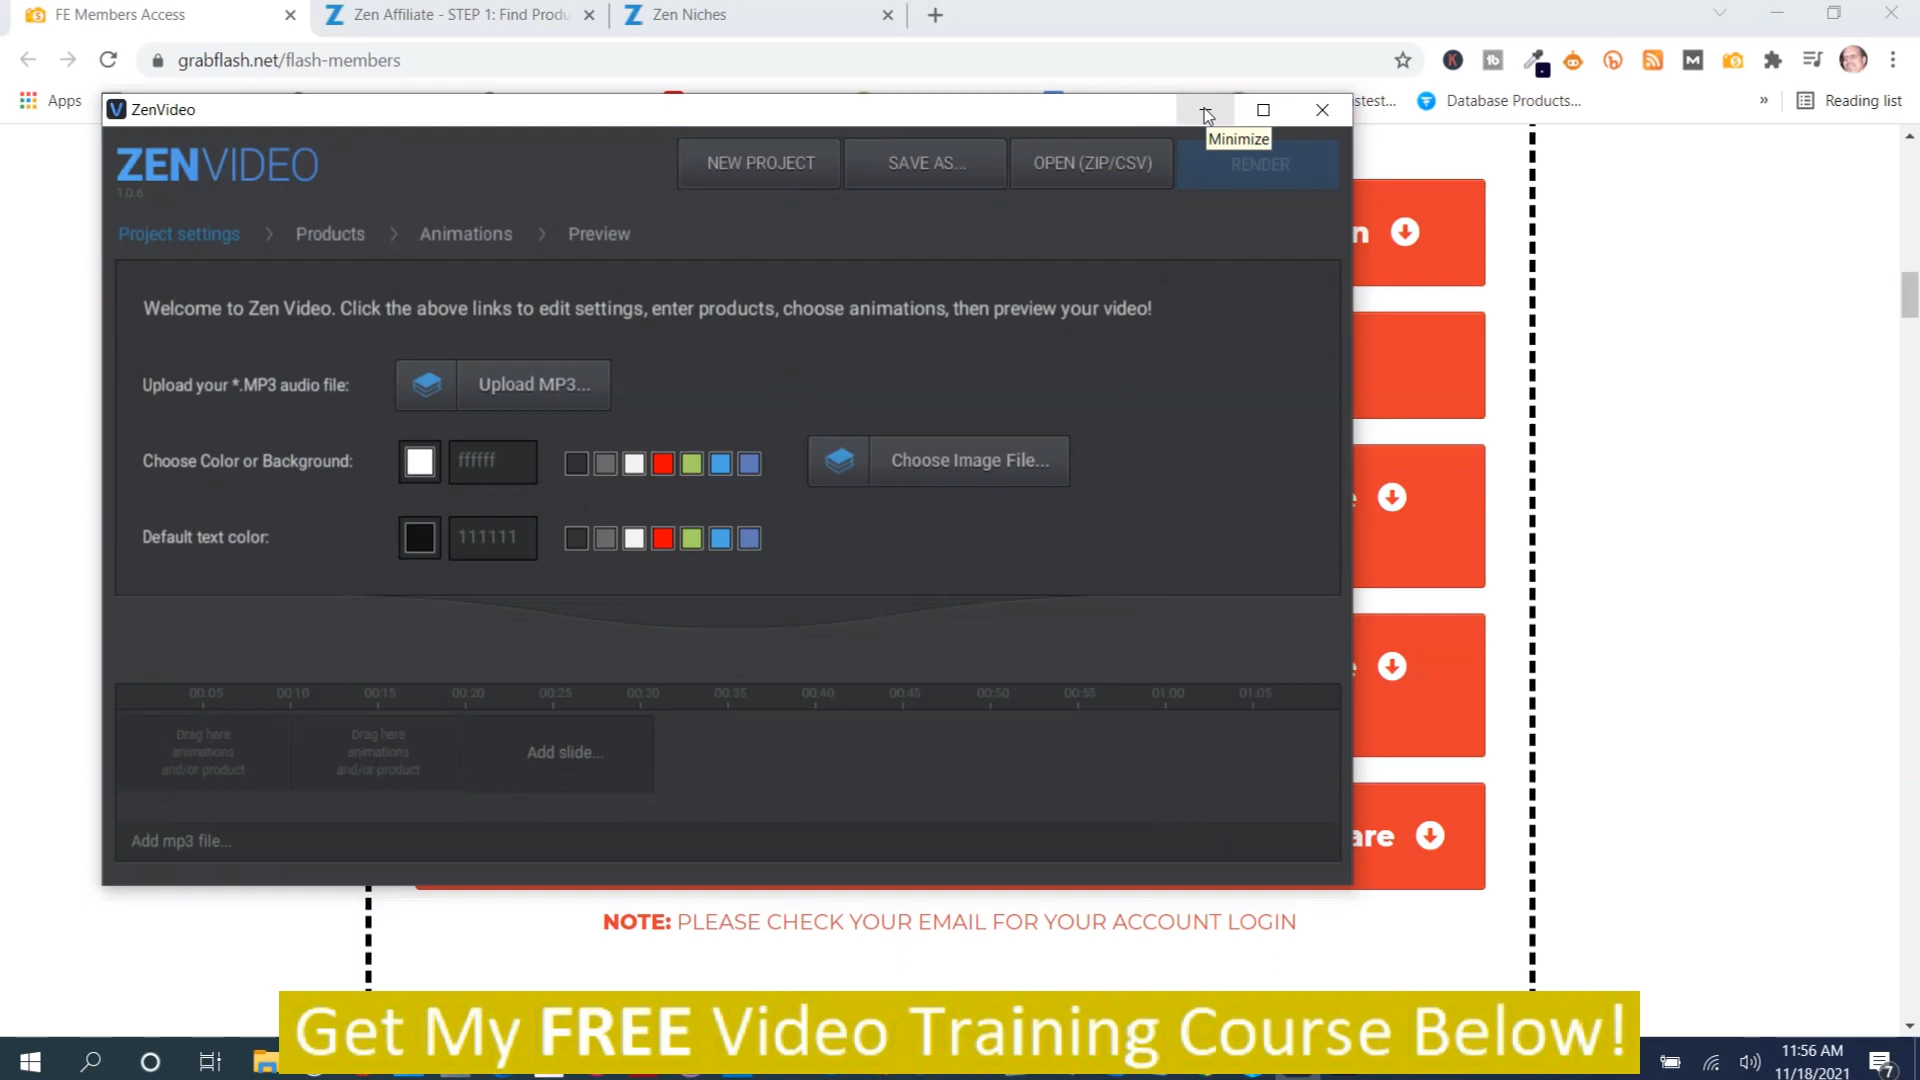 FE Members Access
Zen Affiliate - STEP 1: Find Produ
Zen Niches
grabflash.net/flash-members
Apps
stest...
Database Products...
»
Reading list
ZenVideo
Minimize
ZENVIDEO
1.0.6
NEW PROJECT
SAVE AS...
OPEN (ZIP/CSV)
RENDER
Project settings
Products
Animations
Preview
Welcome to Zen Video. Click the above links to edit settings, enter products, choose animations, then preview your video!
Upload your *.MP3 audio file:
Upload MP3...
Choose Color or Background:
ffffff
Choose Image File...
Default text color:
111111
00:05 00:10 00:15 00:20 00:25 00:30 00:35 00:40 00:45 00:50 00:55 01:00 01:05
Drag here
animations
and/or product
Drag here
animations
and/or product
Add slide...
Add mp3 file...
n
e
e
are
NOTE: PLEASE CHECK YOUR EMAIL FOR YOUR ACCOUNT LOGIN
Get My FREE Video Training Course Below!
11:56 AM
11/18/2021
7